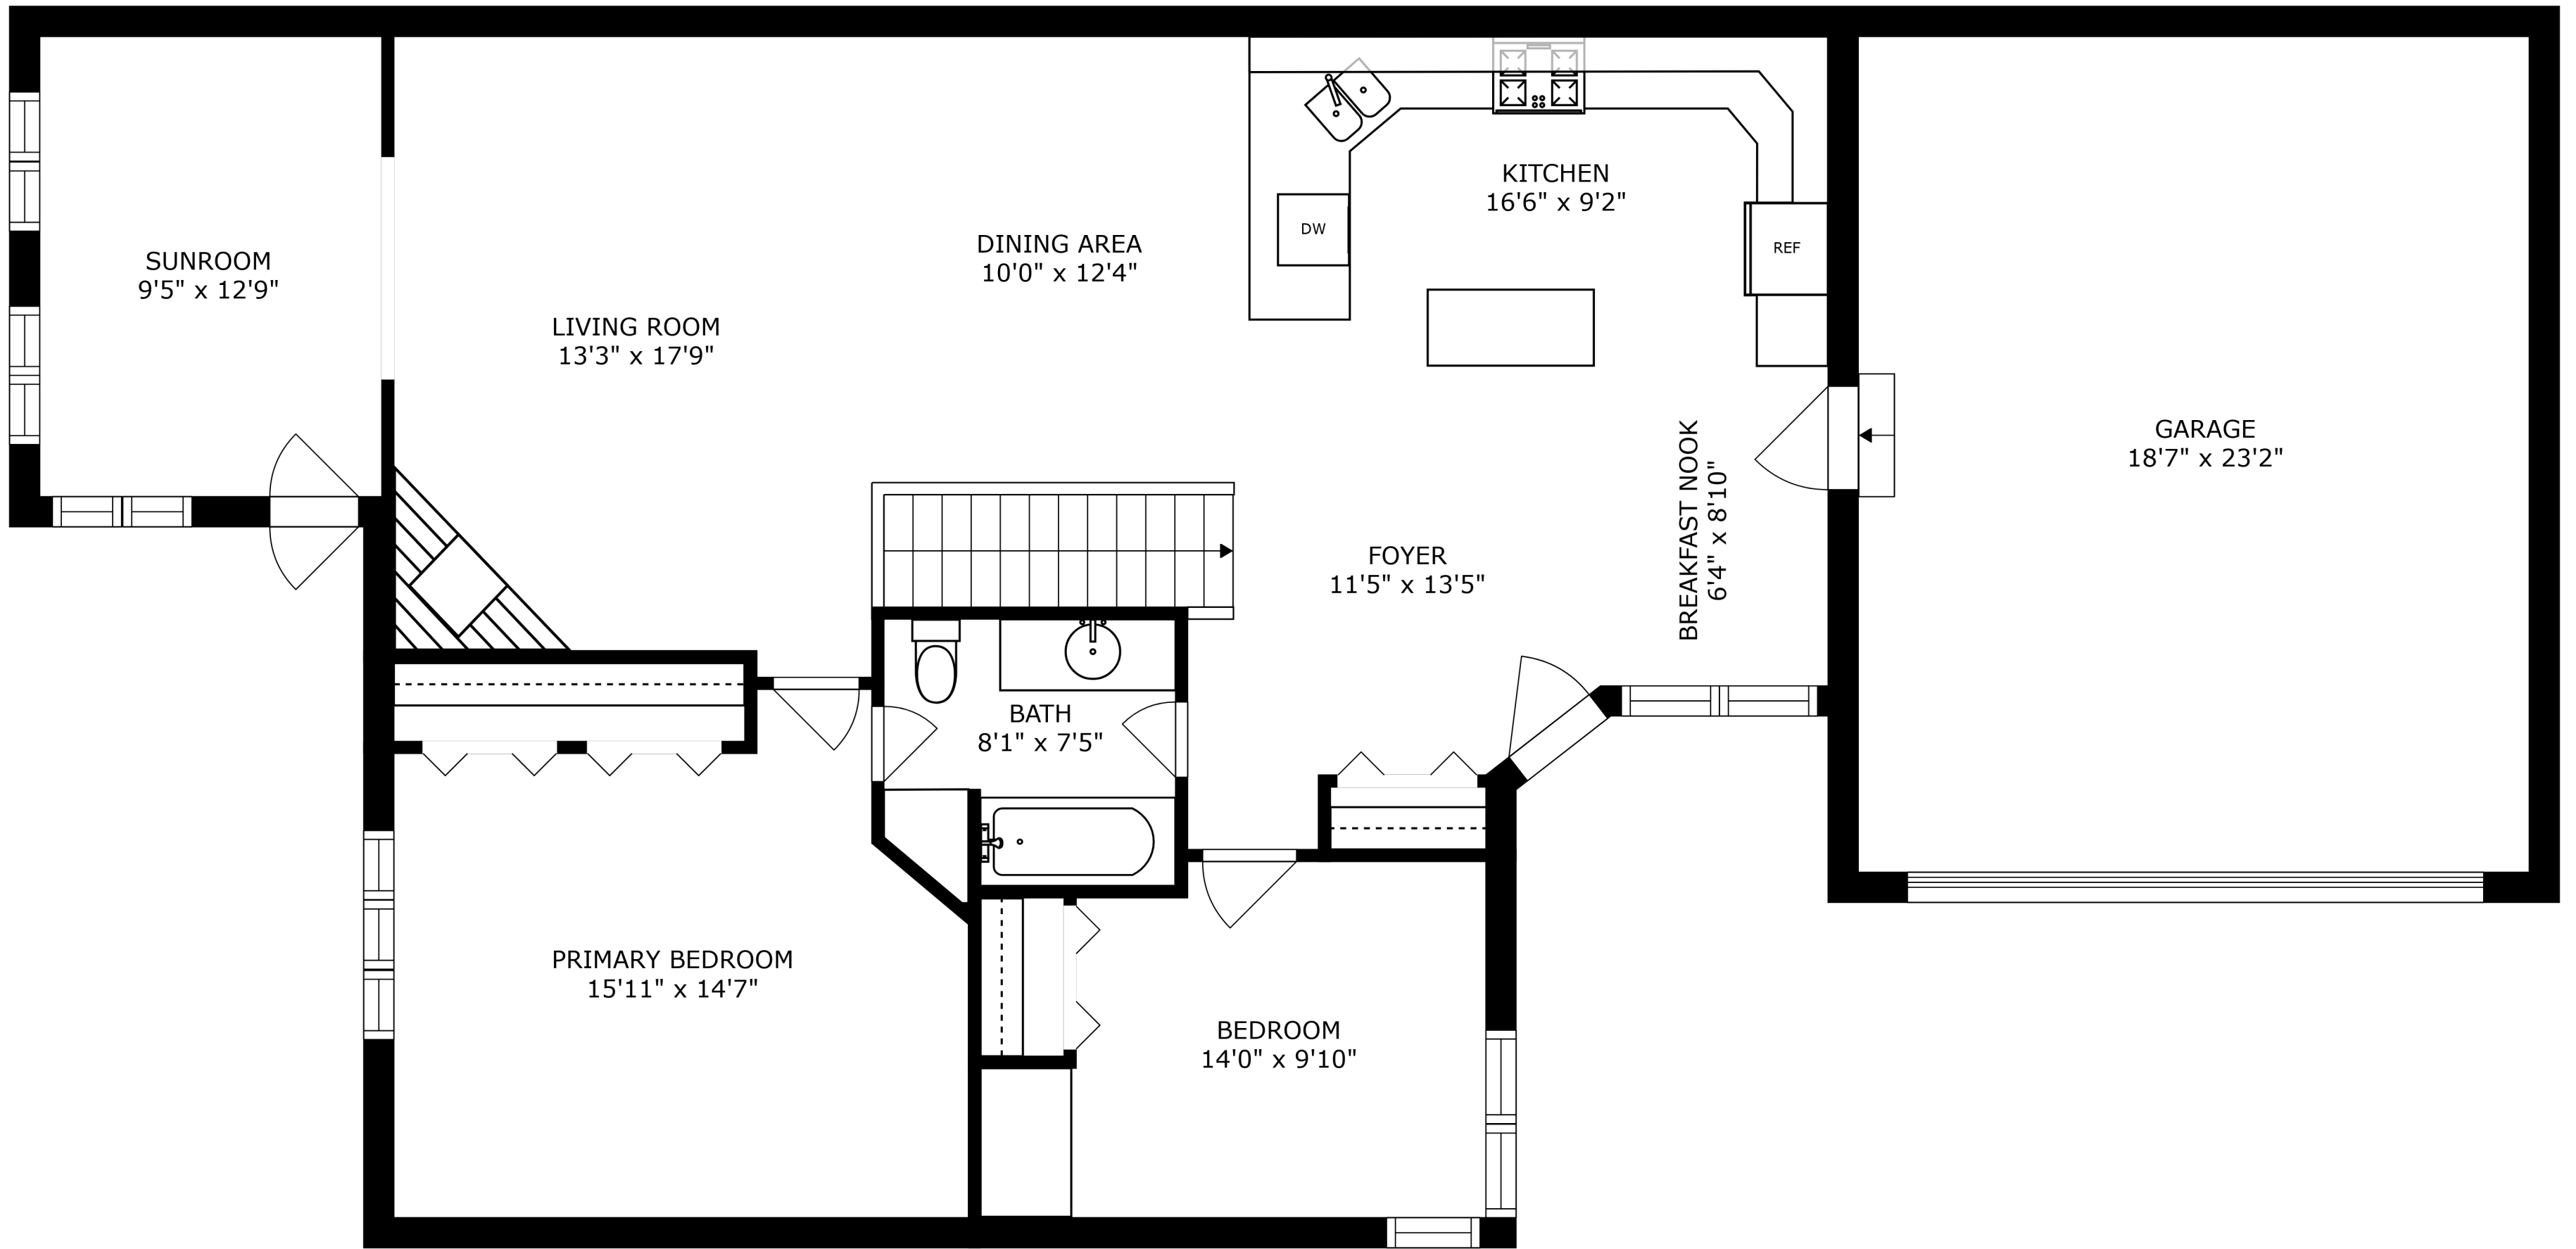 SUNROOM
9'5" x 12'9"
LIVING ROOM
13'3" x 17'9"
DINING AREA
10'0" x 12'4"
KITCHEN
16'6" x 9'2"
DW
REF
GARAGE
18'7" x 23'2"
BREAKFAST NOOK
6'4" x 8'10"
FOYER
11'5" x 13'5"
BATH
8'1" x 7'5"
PRIMARY BEDROOM
15'11" x 14'7"
BEDROOM
14'0" x 9'10"